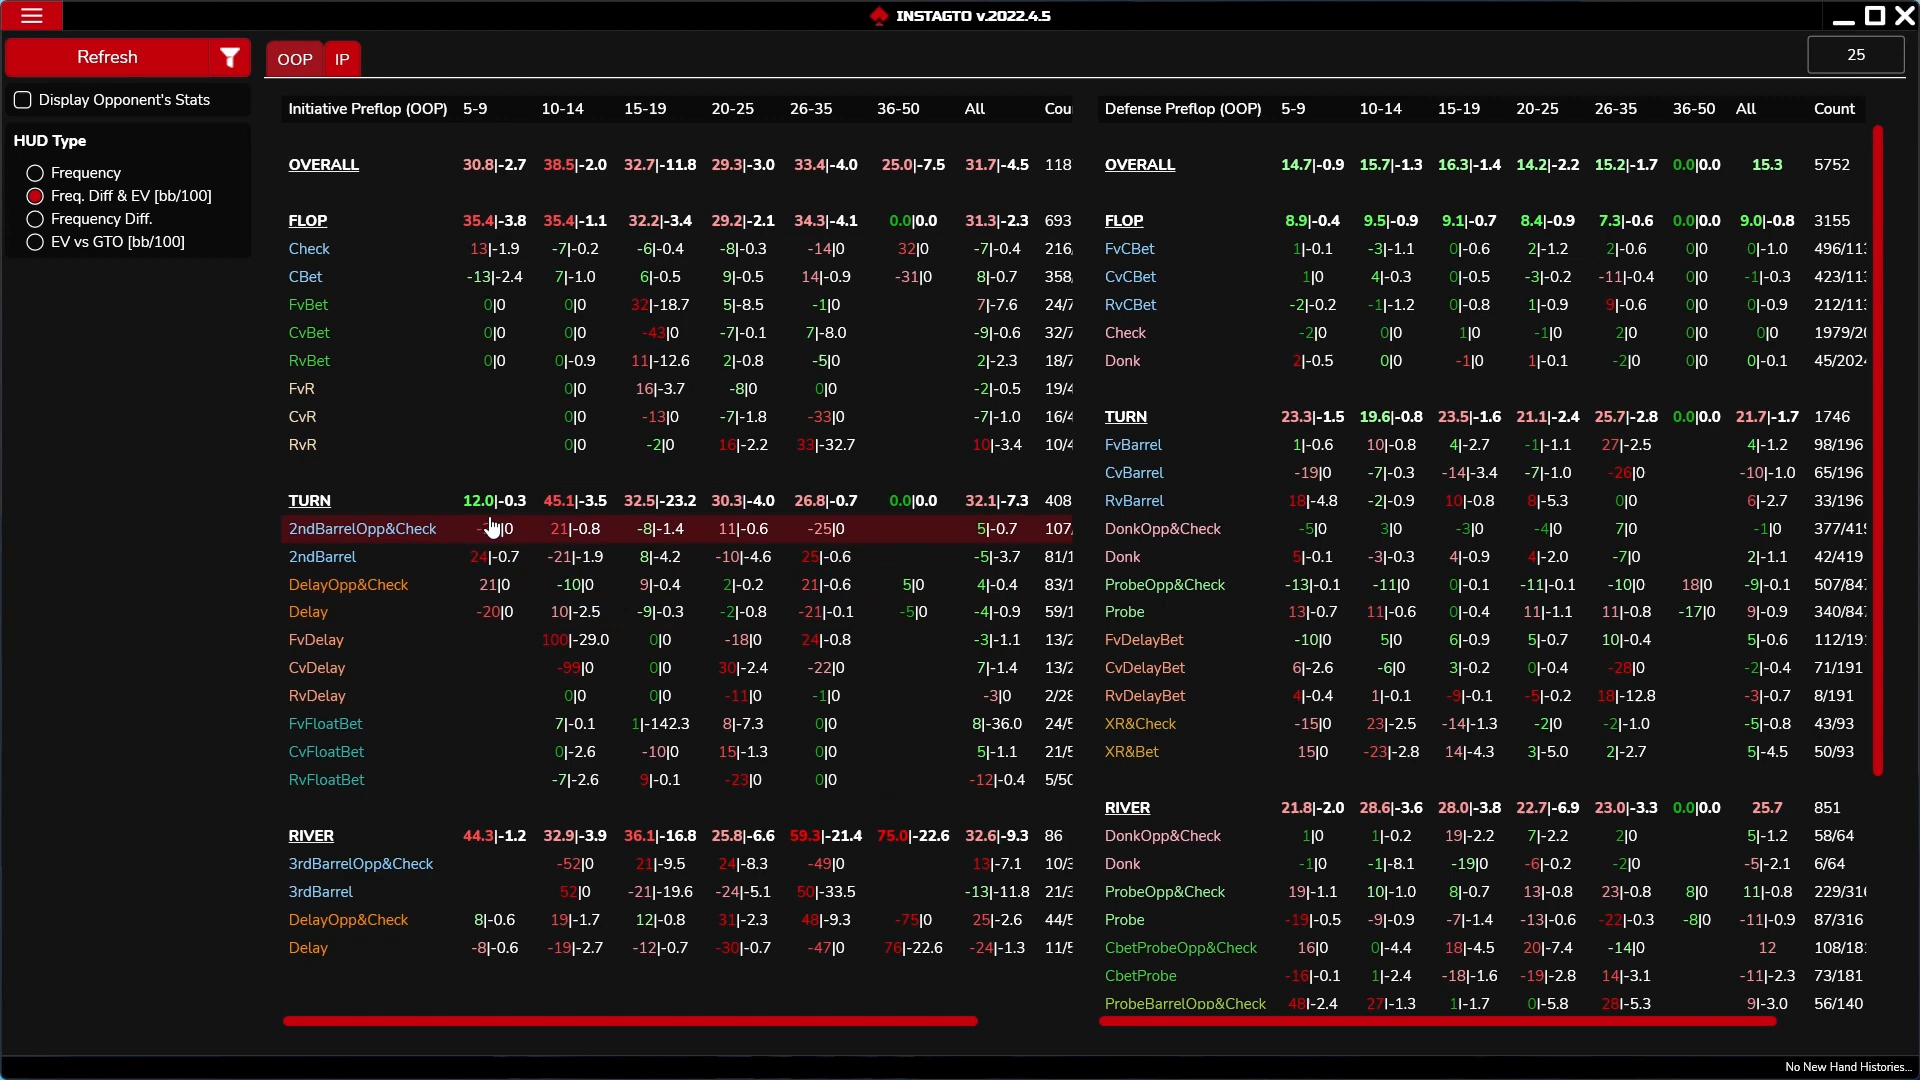 INSTAGTO v.2022.4.5
Refresh
OOP IP
25
Display Opponent's Stats
HUD Type
Frequency
Freq. Diff & EV [bb/100]
Frequency Diff.
EV vs GTO [bb/100]
Initiative Preflop (OOP) 5-9 10-14 15-19 20-25 26-35 36-50 All Cou
OVERALL 30.8|-2.7 38.5|-2.0 32.7|-11.8 29.3|-3.0 33.4|-4.0 25.0|-7.5 31.7|-4.5 118
FLOP 35.4|-3.8 35.4|-1.1 32.2|-3.4 29.2|-2.1 34.3|-4.1 0.0|0.0 31.3|-2.3 693
Check 13|-1.9 -7|-0.2 -6|-0.4 -8|-0.3 -14|0 32|0 -7|-0.4 216/
CBet -13|-2.4 7|-1.0 6|-0.5 9|-0.5 14|-0.9 -31|0 8|-0.7 358/
FvBet 0|0 0|0 32|-18.7 5|-8.5 -1|0 7|-7.6 24/7
CvBet 0|0 0|0 -43|0 -7|-0.1 7|-8.0 -9|-0.6 32/7
RvBet 0|0 0|-0.9 11|-12.6 2|-0.8 -5|0 2|-2.3 18/7
FvR 0|0 16|-3.7 -8|0 0|0 -2|-0.5 19/4
CvR 0|0 -13|0 -7|-1.8 -33|0 -7|-1.0 16/4
RvR 0|0 -2|0 16|-2.2 33|-32.7 10|-3.4 10/4
TURN 12.0|-0.3 45.1|-3.5 32.5|-23.2 30.3|-4.0 26.8|-0.7 0.0|0.0 32.1|-7.3 408
2ndBarrelOpp&Check |0 21|-0.8 -8|-1.4 11|-0.6 -25|0 5|-0.7 107/
2ndBarrel 24|-0.7 -21|-1.9 8|-4.2 -10|-4.6 25|-0.6 -5|-3.7 81/1
DelayOpp&Check 21|0 -10|0 9|-0.4 2|-0.2 21|-0.6 5|0 4|-0.4 83/1
Delay -20|0 10|-2.5 -9|-0.3 -2|-0.8 -21|-0.1 -5|0 -4|-0.9 59/1
FvDelay 100|-29.0 0|0 -18|0 24|-0.8 -3|-1.1 13/2
CvDelay -99|0 0|0 30|-2.4 -22|0 7|-1.4 13/2
RvDelay 0|0 0|0 -11|0 -1|0 -3|0 2/28
FvFloatBet 7|-0.1 1|-142.3 8|-7.3 0|0 8|-36.0 24/5
CvFloatBet 0|-2.6 -10|0 15|-1.3 0|0 5|-1.1 21/5
RvFloatBet -7|-2.6 9|-0.1 -23|0 0|0 -12|-0.4 5/50
RIVER 44.3|-1.2 32.9|-3.9 36.1|-16.8 25.8|-6.6 59.3|-21.4 75.0|-22.6 32.6|-9.3 86
3rdBarrelOpp&Check -52|0 21|-9.5 24|-8.3 -49|0 13|-7.1 10/3
3rdBarrel 52|0 -21|-19.6 -24|-5.1 50|-33.5 -13|-11.8 21/3
DelayOpp&Check 8|-0.6 19|-1.7 12|-0.8 31|-2.3 48|-9.3 -75|0 25|-2.6 44/5
Delay -8|-0.6 -19|-2.7 -12|-0.7 -30|-0.7 -47|0 76|-22.6 -24|-1.3 11/5
Defense Preflop (OOP) 5-9 10-14 15-19 20-25 26-35 36-50 All Count
OVERALL 14.7|-0.9 15.7|-1.3 16.3|-1.4 14.2|-2.2 15.2|-1.7 0.0|0.0 15.3 5752
FLOP 8.9|-0.4 9.5|-0.9 9.1|-0.7 8.4|-0.9 7.3|-0.6 0.0|0.0 9.0|-0.8 3155
FvCBet 1|-0.1 -3|-1.1 0|-0.6 2|-1.2 2|-0.6 0|0 0|-1.0 496/113
CvCBet 1|0 4|-0.3 0|-0.5 -3|-0.2 -11|-0.4 0|0 -1|-0.3 423/113
RvCBet -2|-0.2 -1|-1.2 0|-0.8 1|-0.9 9|-0.6 0|0 0|-0.9 212/113
Check -2|0 0|0 1|0 -1|0 2|0 0|0 0|0 1979/20
Donk 2|-0.5 0|0 -1|0 1|-0.1 -2|0 0|0 0|-0.1 45/2024
TURN 23.3|-1.5 19.6|-0.8 23.5|-1.6 21.1|-2.4 25.7|-2.8 0.0|0.0 21.7|-1.7 1746
FvBarrel 1|-0.6 10|-0.8 4|-2.7 -1|-1.1 27|-2.5 4|-1.2 98/196
CvBarrel -19|0 -7|-0.3 -14|-3.4 -7|-1.0 -26|0 -10|-1.0 65/196
RvBarrel 18|-4.8 -2|-0.9 10|-0.8 8|-5.3 0|0 6|-2.7 33/196
DonkOpp&Check -5|0 3|0 -3|0 -4|0 7|0 -1|0 377/419
Donk 5|-0.1 -3|-0.3 4|-0.9 4|-2.0 -7|0 2|-1.1 42/419
ProbeOpp&Check -13|-0.1 -11|0 0|-0.1 -11|-0.1 -10|0 18|0 -9|-0.1 507/847
Probe 13|-0.7 11|-0.6 0|-0.4 11|-1.1 11|-0.8 -17|0 9|-0.9 340/847
FvDelayBet -10|0 5|0 6|-0.9 5|-0.7 10|-0.4 5|-0.6 112/191
CvDelayBet 6|-2.6 -6|0 3|-0.2 0|-0.4 -28|0 -2|-0.4 71/191
RvDelayBet 4|-0.4 1|-0.1 -9|-0.1 -5|-0.2 18|-12.8 -3|-0.7 8/191
XR&Check -15|0 23|-2.5 -14|-1.3 -2|0 -2|-1.0 -5|-0.8 43/93
XR&Bet 15|0 -23|-2.8 14|-4.3 3|-5.0 2|-2.7 5|-4.5 50/93
RIVER 21.8|-2.0 28.6|-3.6 28.0|-3.8 22.7|-6.9 23.0|-3.3 0.0|0.0 25.7 851
DonkOpp&Check 1|0 1|-0.2 19|-2.2 7|-2.2 2|0 5|-1.2 58/64
Donk -1|0 -1|-8.1 -19|0 -6|-0.2 -2|0 -5|-2.1 6/64
ProbeOpp&Check 19|-1.1 10|-1.0 8|-0.7 13|-0.8 23|-0.8 8|0 11|-0.8 229/316
Probe -19|-0.5 -9|-0.9 -7|-1.4 -13|-0.6 -22|-0.3 -8|0 -11|-0.9 87/316
CbetProbeOpp&Check 16|0 0|-4.4 18|-4.5 20|-7.4 -14|0 12 108/181
CbetProbe -16|-0.1 1|-2.4 -18|-1.6 -19|-2.8 14|-3.1 -11|-2.3 73/181
ProbeBarrelOpp&Check 48|-2.4 27|-1.3 1|-1.7 0|-5.8 28|-5.3 9|-3.0 56/140
No New Hand Histories...